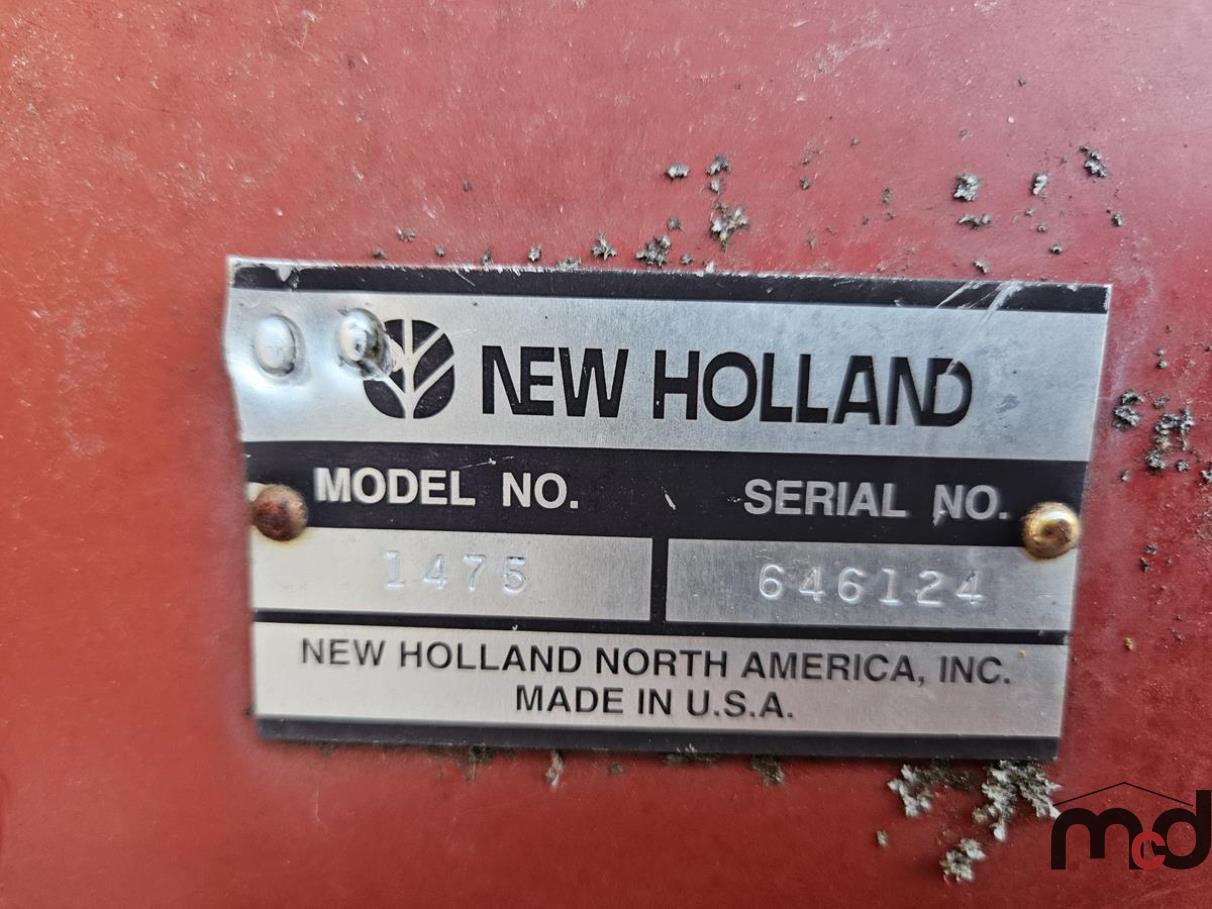 NEW HOLLAND
MODEL NO. SERIAL NO.
1475 646124
NEW HOLLAND NORTH AMERICA, INC.
MADE IN U.S.A.
mcd